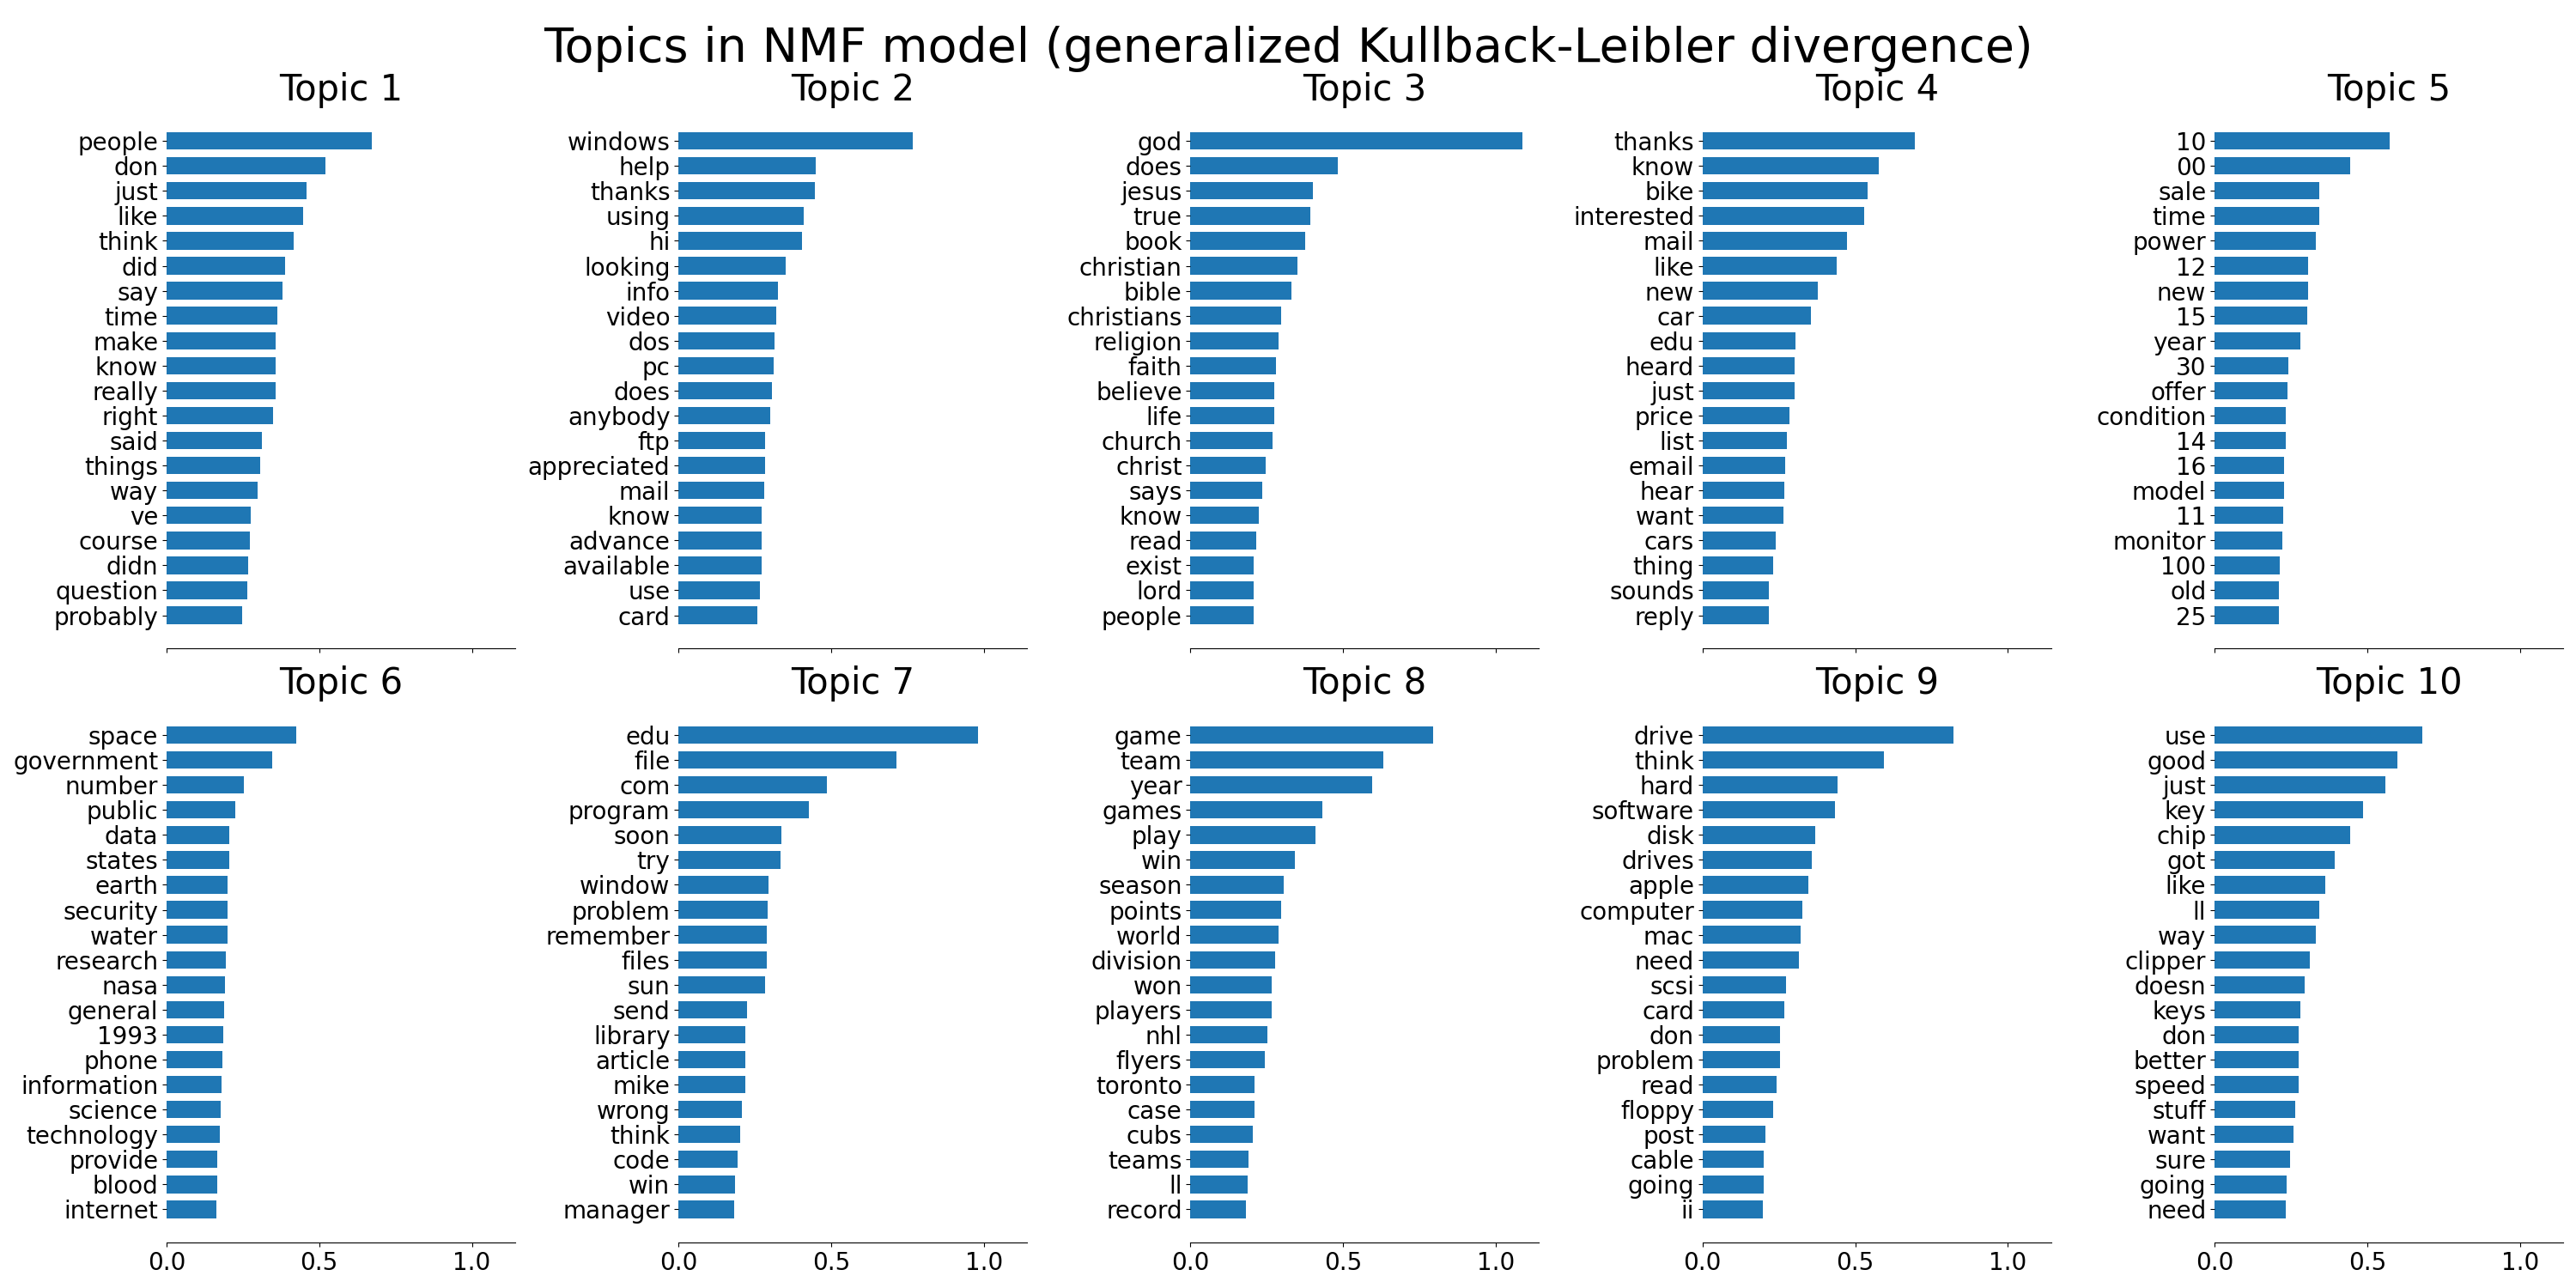 Topics in NMF model (generalized Kullback-Leibler divergence)
Topic 1
people
don
just
like
think
did
say
time
make
know
really
right
said
things
way
ve
course
didn
question
probably
Topic 2
windows
help
thanks
using
hi
looking
info
video
dos
pc
does
anybody
ftp
appreciated
mail
know
advance
available
use
card
Topic 3
god
does
jesus
true
book
christian
bible
christians
religion
faith
believe
life
church
christ
says
know
read
exist
lord
people
Topic 4
thanks
know
bike
interested
mail
like
new
car
edu
heard
just
price
list
email
hear
want
cars
thing
sounds
reply
Topic 5
10
00
sale
time
power
12
new
15
year
30
offer
condition
14
16
model
11
monitor
100
old
25
Topic 6
space
government
number
public
data
states
earth
security
water
research
nasa
general
1993
phone
information
science
technology
provide
blood
internet
0.0 0.5 1.0
Topic 7
edu
file
com
program
soon
try
window
problem
remember
files
sun
send
library
article
mike
wrong
think
code
win
manager
0.0 0.5 1.0
Topic 8
game
team
year
games
play
win
season
points
world
division
won
players
nhl
flyers
toronto
case
cubs
teams
ll
record
0.0 0.5 1.0
Topic 9
drive
think
hard
software
disk
drives
apple
computer
mac
need
scsi
card
don
problem
read
floppy
post
cable
going
ii
0.0 0.5 1.0
Topic 10
use
good
just
key
chip
got
like
ll
way
clipper
doesn
keys
don
better
speed
stuff
want
sure
going
need
0.0 0.5 1.0